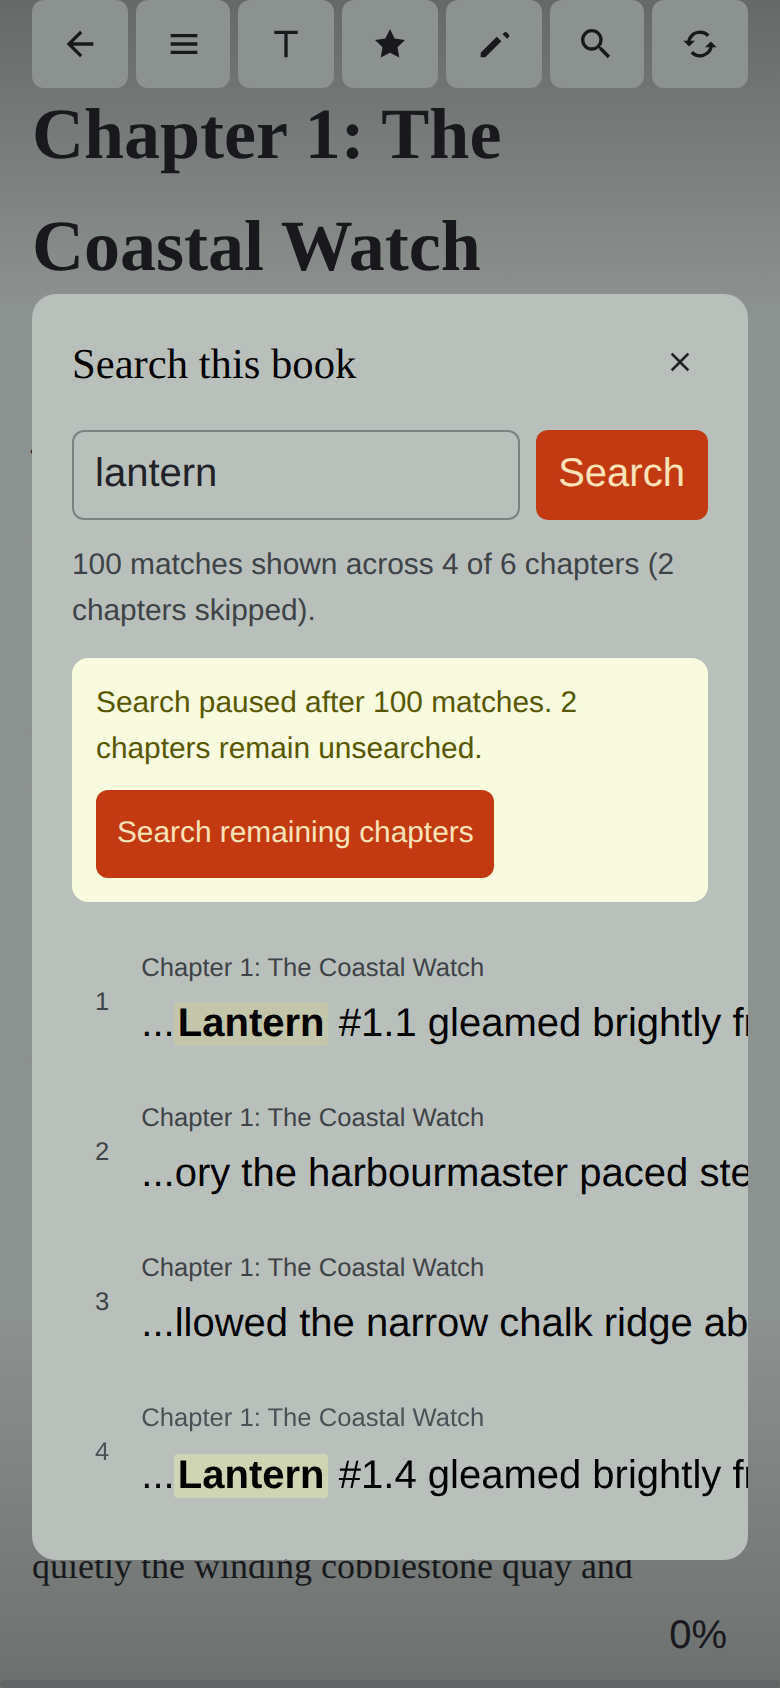 Chapter 1: The
Coastal Watch
Search this book
lantern
Search
100 matches shown across 4 of 6 chapters (2
chapters skipped).
Search paused after 100 matches. 2
chapters remain unsearched.
Search remaining chapters
Chapter 1: The Coastal Watch
1
...Lantern #1.1 gleamed brightly
Chapter 1: The Coastal Watch
2
...ory the harbourmaster paced ste
Chapter 1: The Coastal Watch
3
...llowed the narrow chalk ridge ab
Chapter 1: The Coastal Watch
4
...Lantern #1.4 gleamed brightly
quietly the winding cobblestone quay and
0%